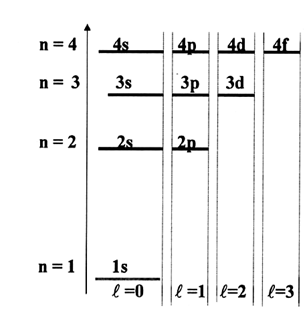 n = 4 4s 4p 4d 4f
n = 3 3s 3p 3d
n = 2 2s 2p
n = 1 1s
ℓ =0 ℓ =1 ℓ =2 ℓ=3